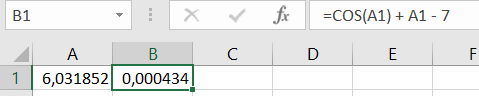 B1 fx =COS(A1) + A1 - 7
A B C D E F
1 6,031852 0,000434